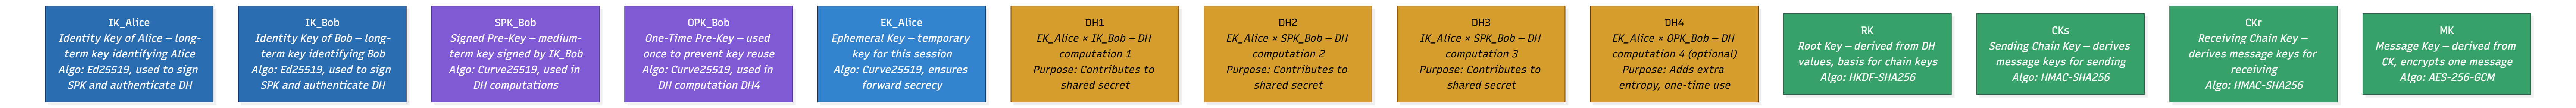 IK_Alice
Identity Key of Alice – long-
term key identifying Alice
Algo: Ed25519, used to sign
SPK and authenticate DH
IK_Bob
Identity Key of Bob – long-
term key identifying Bob
Algo: Ed25519, used to sign
SPK and authenticate DH
SPK_Bob
Signed Pre-Key – medium-
term key signed by IK_Bob
Algo: Curve25519, used in
DH computations
OPK_Bob
One-Time Pre-Key – used
once to prevent key reuse
Algo: Curve25519, used in
DH computation DH4
EK_Alice
Ephemeral Key – temporary
key for this session
Algo: Curve25519, ensures
forward secrecy
DH1
EK_Alice × IK_Bob – DH
computation 1
Purpose: Contributes to
shared secret
DH2
EK_Alice × SPK_Bob – DH
computation 2
Purpose: Contributes to
shared secret
DH3
IK_Alice × SPK_Bob – DH
computation 3
Purpose: Contributes to
shared secret
DH4
EK_Alice × OPK_Bob – DH
computation 4 (optional)
Purpose: Adds extra
entropy, one-time use
RK
Root Key – derived from DH
values, basis for chain keys
Algo: HKDF-SHA256
CKs
Sending Chain Key – derives
message keys for sending
Algo: HMAC-SHA256
CKr
Receiving Chain Key –
derives message keys for
receiving
Algo: HMAC-SHA256
MK
Message Key – derived from
CK, encrypts one message
Algo: AES-256-GCM